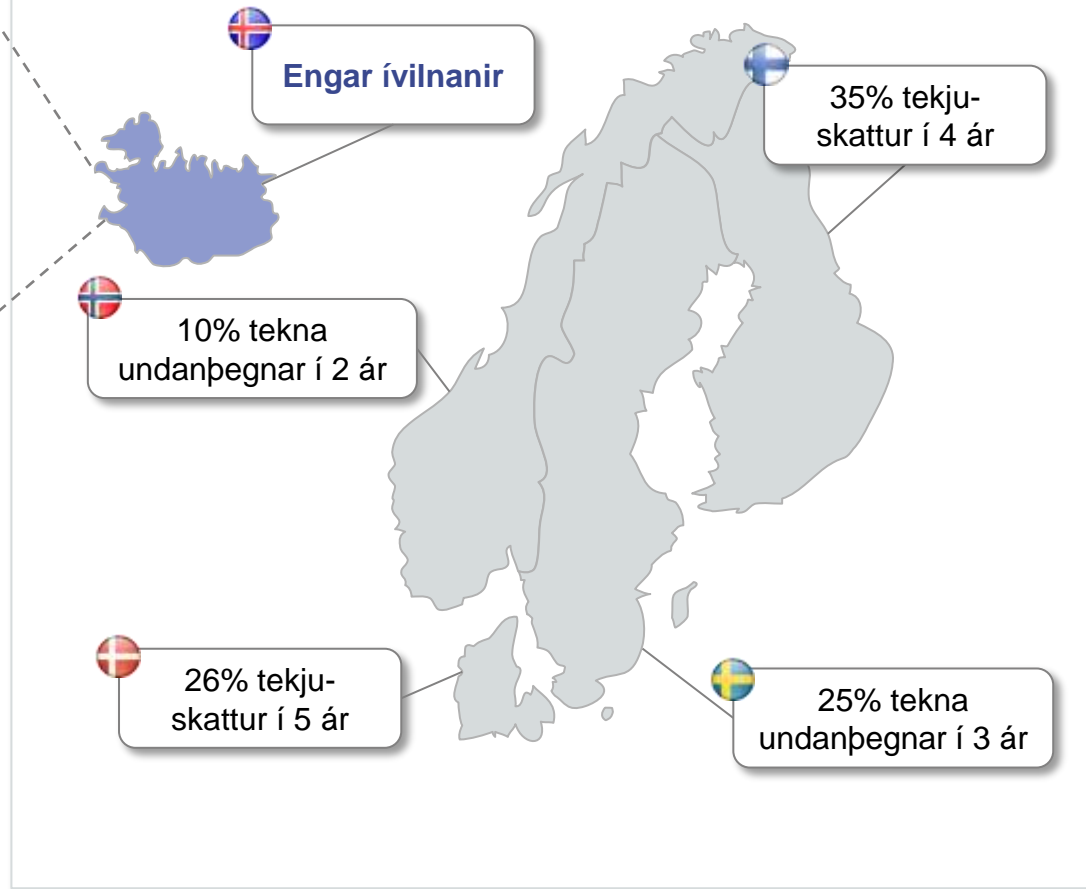 Engar ívilnanir
35% tekju-
skattur í 4 ár
10% tekna
undanþegnar í 2 ár
26% tekju-
skattur í 5 ár
25% tekna
undanþegnar í 3 ár